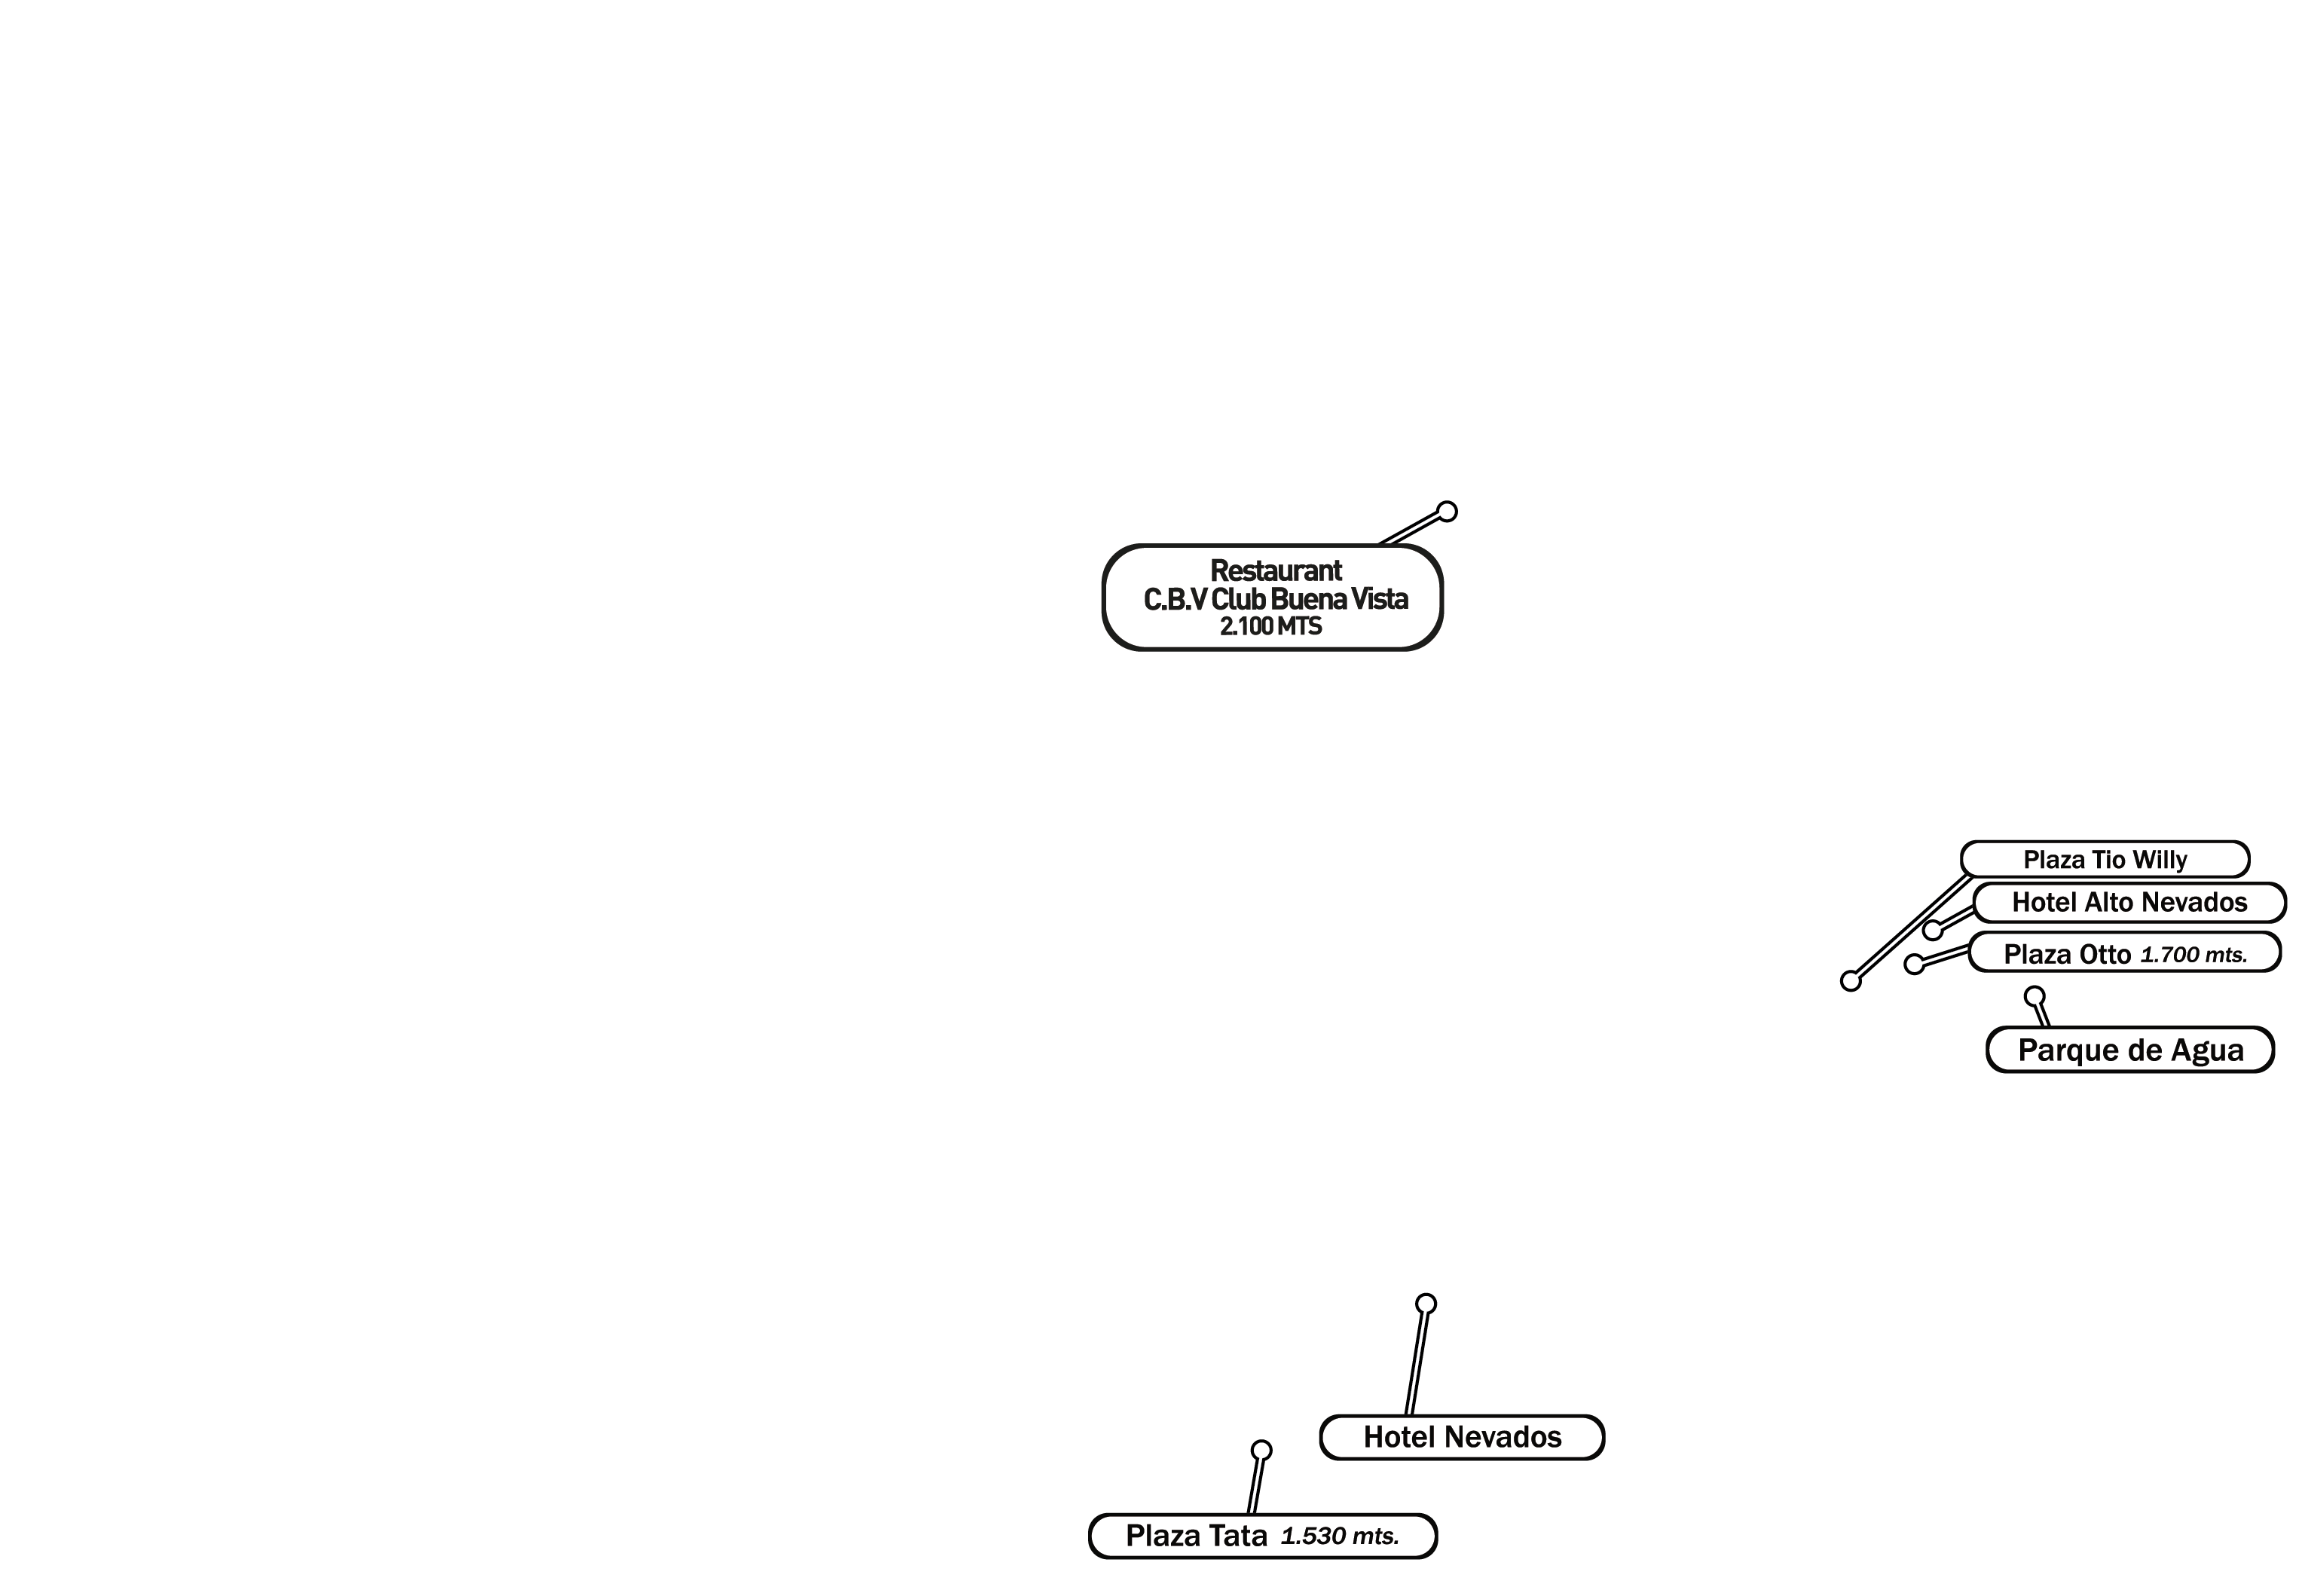 Restaurant
C.B.V Club Buena Vista
2.100 MTS
Plaza Tio Willy
Hotel Alto Nevados
Plaza Otto 1.700 mts.
Parque de Agua
Hotel Nevados
Plaza Tata 1.530 mts.